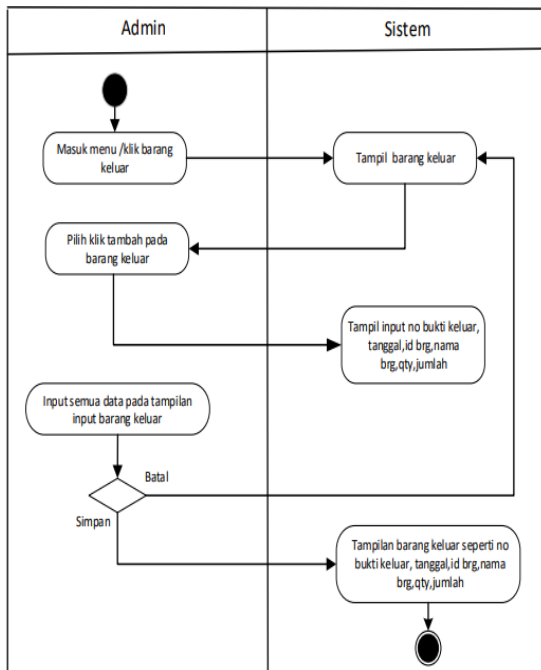 Admin
Sistem
Masuk menu /klik barang
keluar
Tampil barang keluar
Pilih klik tambah pada
barang keluar
Tampil input no bukti keluar,
tanggal,id brg,nama
brg,qty,jumlah
Input semua data pada tampilan
input barang keluar
Batal
Simpan
Tampilan barang keluar seperti no
bukti keluar, tanggal,id brg,nama
brg,qty,jumlah